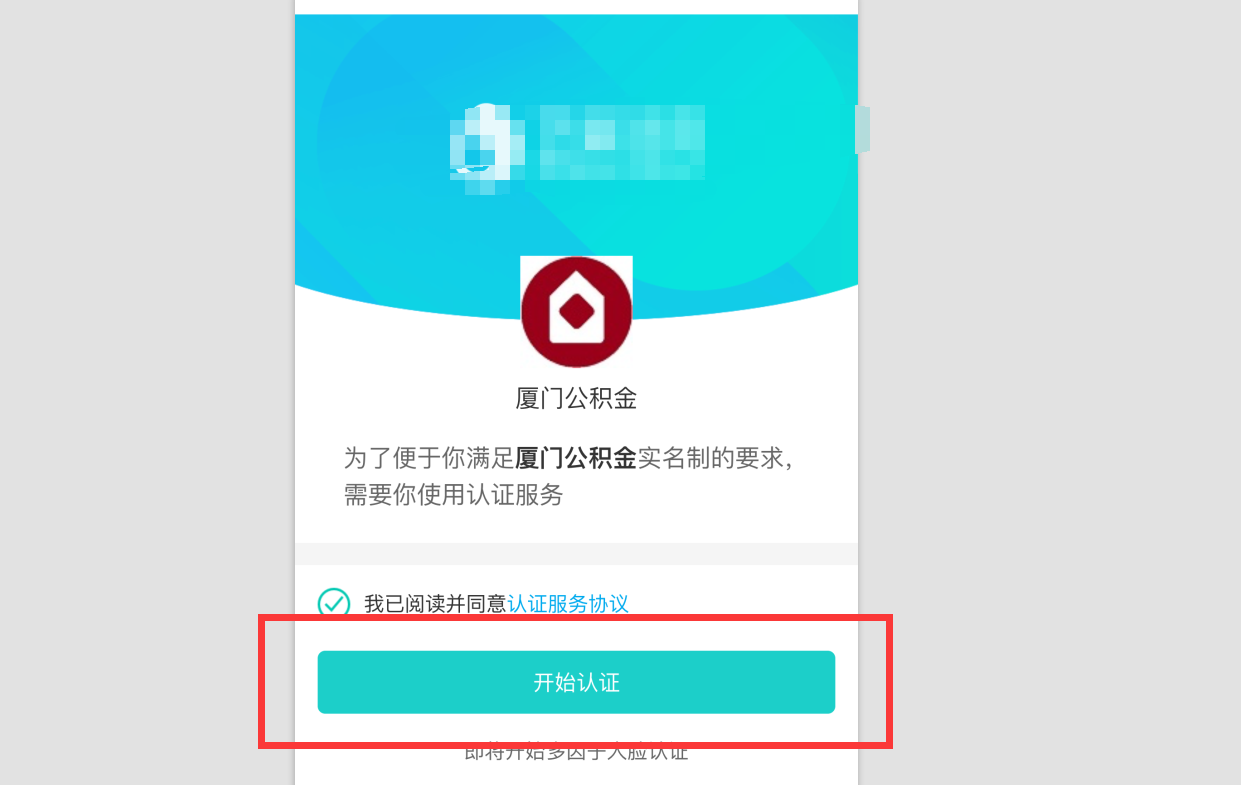 厦门公积金
为了便于你满足厦门公积金实名制的要求，
需要你使用认证服务
我已阅读并同意认证服务协议
开始认证
即将开始多因子人脸认证